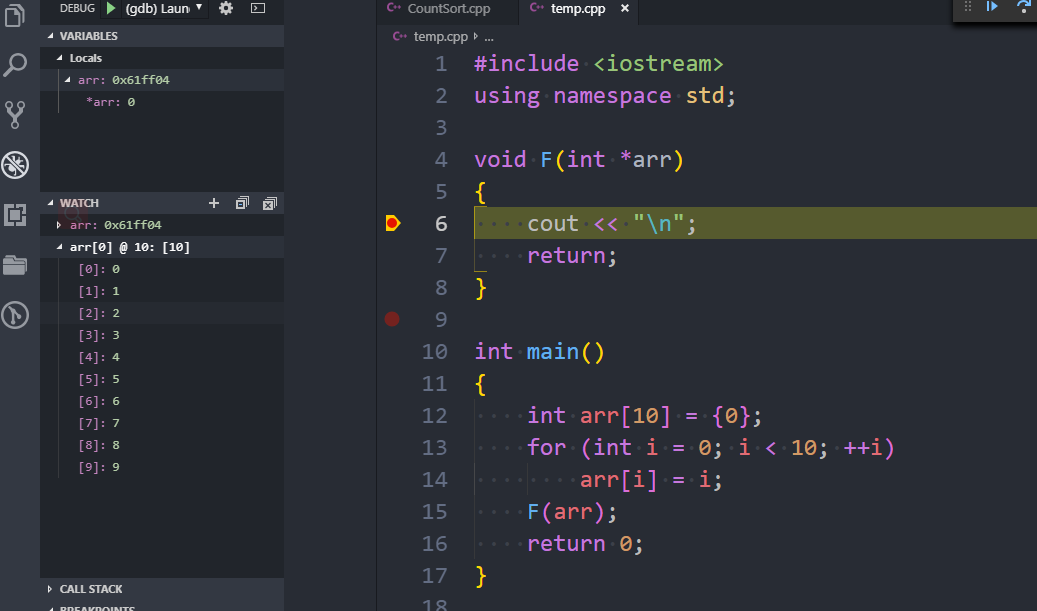 DEBUG (gdb) Laun
VARIABLES
Locals
arr: 0x61ff04
*arr: 0
WATCH
arr: 0x61ff04
arr[0] @ 10: [10]
[0]: 0
[1]: 1
[2]: 2
[3]: 3
[4]: 4
[5]: 5
[6]: 6
[7]: 7
[8]: 8
[9]: 9
CALL STACK
BREAKPOINTS
C++ CountSort.cpp C++ temp.cpp ×
C++ temp.cpp ...
1 #include <iostream>
2 using namespace std;
3
4 void F(int *arr)
5 {
6 cout << "\n";
7 return;
8 }
9
10 int main()
11 {
12 int arr[10] = {0};
13 for (int i = 0; i < 10; ++i)
14 arr[i] = i;
15 F(arr);
16 return 0;
17 }
18